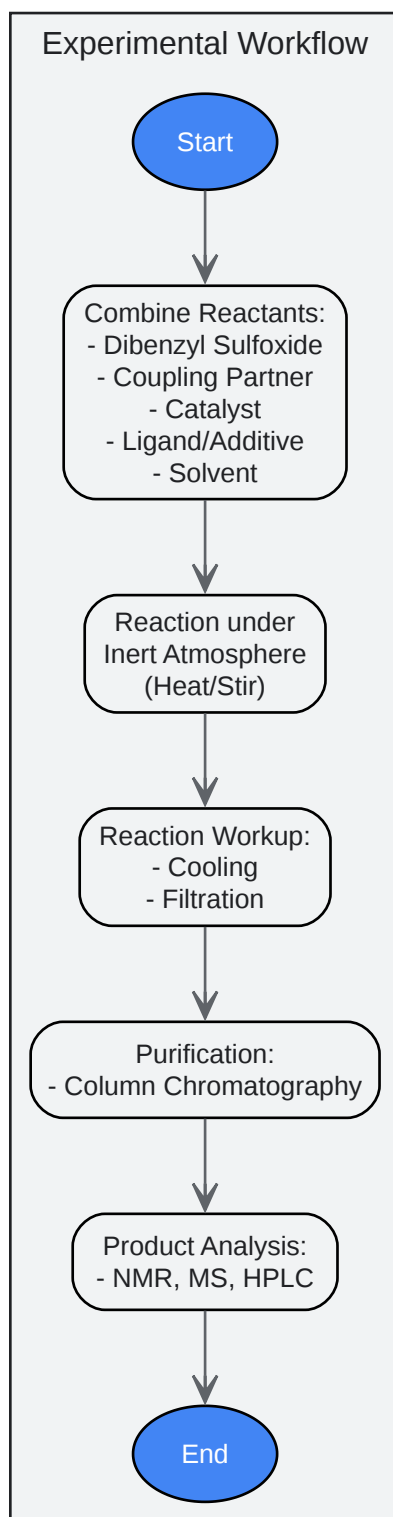 Experimental Workflow
Start
Combine Reactants:
- Dibenzyl Sulfoxide
- Coupling Partner
- Catalyst
- Ligand/Additive
- Solvent
Reaction under
Inert Atmosphere
(Heat/Stir)
Reaction Workup:
- Cooling
- Filtration
Purification:
- Column Chromatography
Product Analysis:
- NMR, MS, HPLC
End